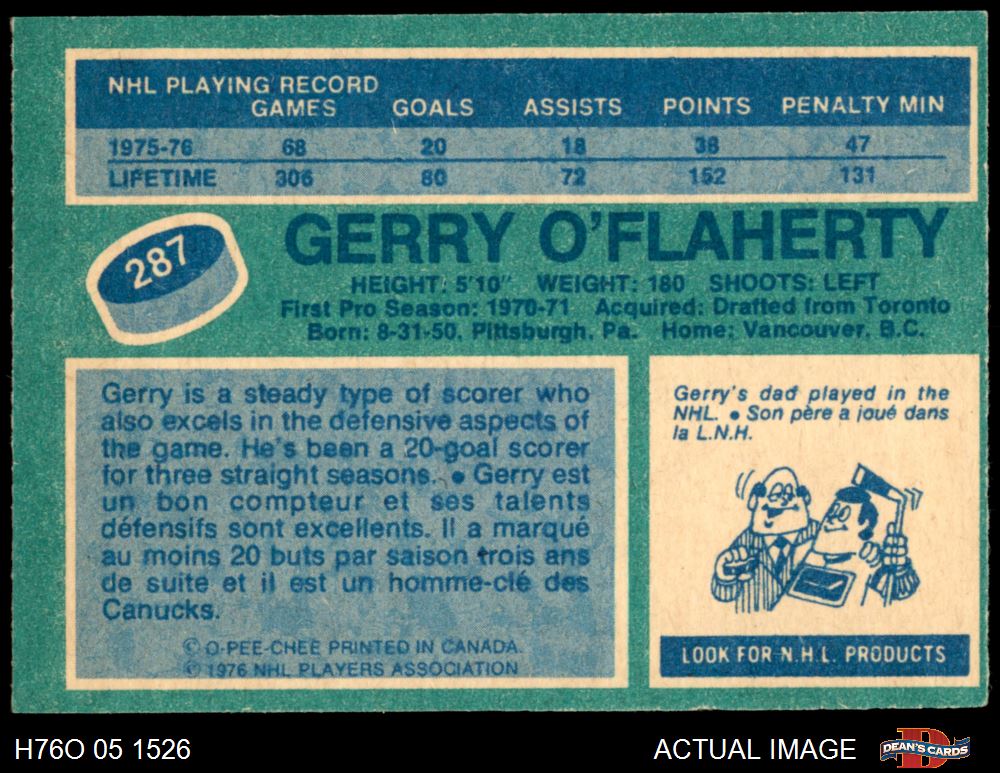 NHL PLAYING RECORD
GAMES GOALS ASSISTS POINTS PENALTY MIN
1975-76 68 20 18 38 47
LIFETIME 306 80 72 152 131
287
GERRY O'FLAHERTY
HEIGHT: 5'10" WEIGHT: 180 SHOOTS: LEFT
First Pro Season: 1970-71 Acquired: Drafted from Toronto
Born: 8-31-50, Pittsburgh, Pa. Home: Vancouver, B.C.
Gerry is a steady type of scorer who
also excels in the defensive aspects of
the game. He's been a 20-goal scorer
for three straight seasons. • Gerry est
un bon compteur et ses talents
défensifs sont excellents. Il a marqué
au moins 20 buts par saison trois ans
de suite et il est un homme-clé des
Canucks.
© O-PEE-CHEE PRINTED IN CANADA.
© 1976 NHL PLAYERS ASSOCIATION
Gerry's dad played in the
NHL. • Son père a joué dans
la L.N.H.
LOOK FOR N.H.L. PRODUCTS
H76O 05 1526
ACTUAL IMAGE
DEAN'S CARDS